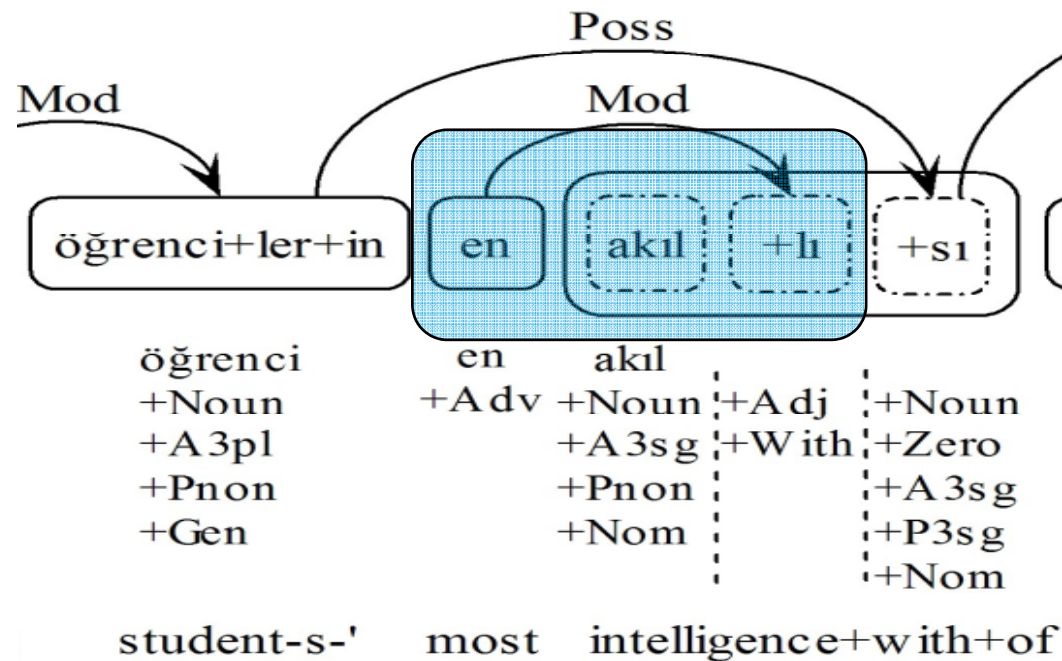 Poss
Mod Mod
öğrenci+ler+in en akıl +lı +sı
öğrenci en akıl
+Noun +Adv +Noun +Adj +Noun
+A3pl +A3sg +With +Zero
+Pnon +Pnon +A3sg
+Gen +Nom +P3sg
+Nom
student-s-' most intelligence+with+of